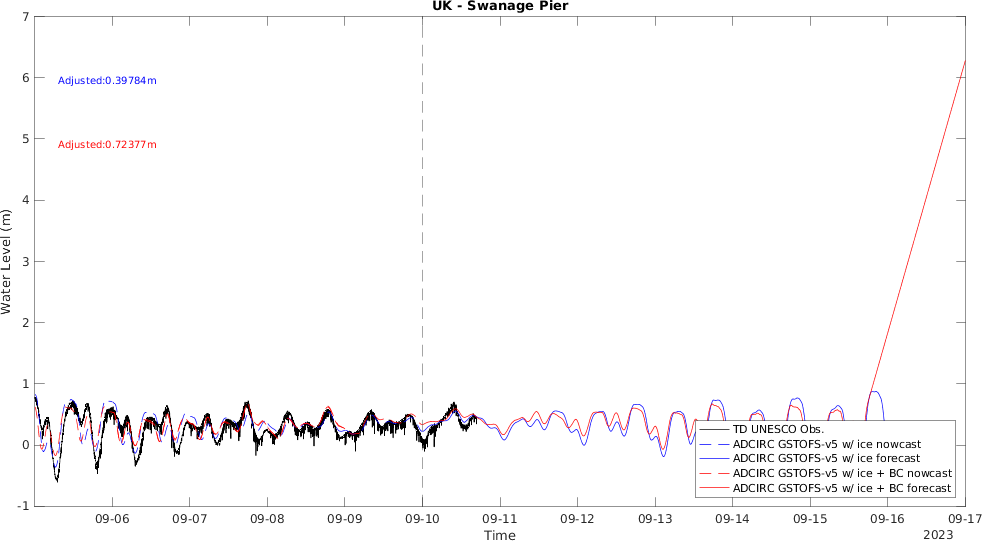 UK - Swanage Pier
7
6
5
4
3
2
1
0
-1
Water Level (m)
Adjusted:0.39784m
Adjusted:0.72377m
TD UNESCO Obs.
ADCIRC GSTOFS-v5 w/ ice nowcast
ADCIRC GSTOFS-v5 w/ ice forecast
ADCIRC GSTOFS-v5 w/ ice + BC nowcast
ADCIRC GSTOFS-v5 w/ ice + BC forecast
09-06 09-07 09-08 09-09 09-10 09-11 09-12 09-13 09-14 09-15 09-16 09-17
Time
2023